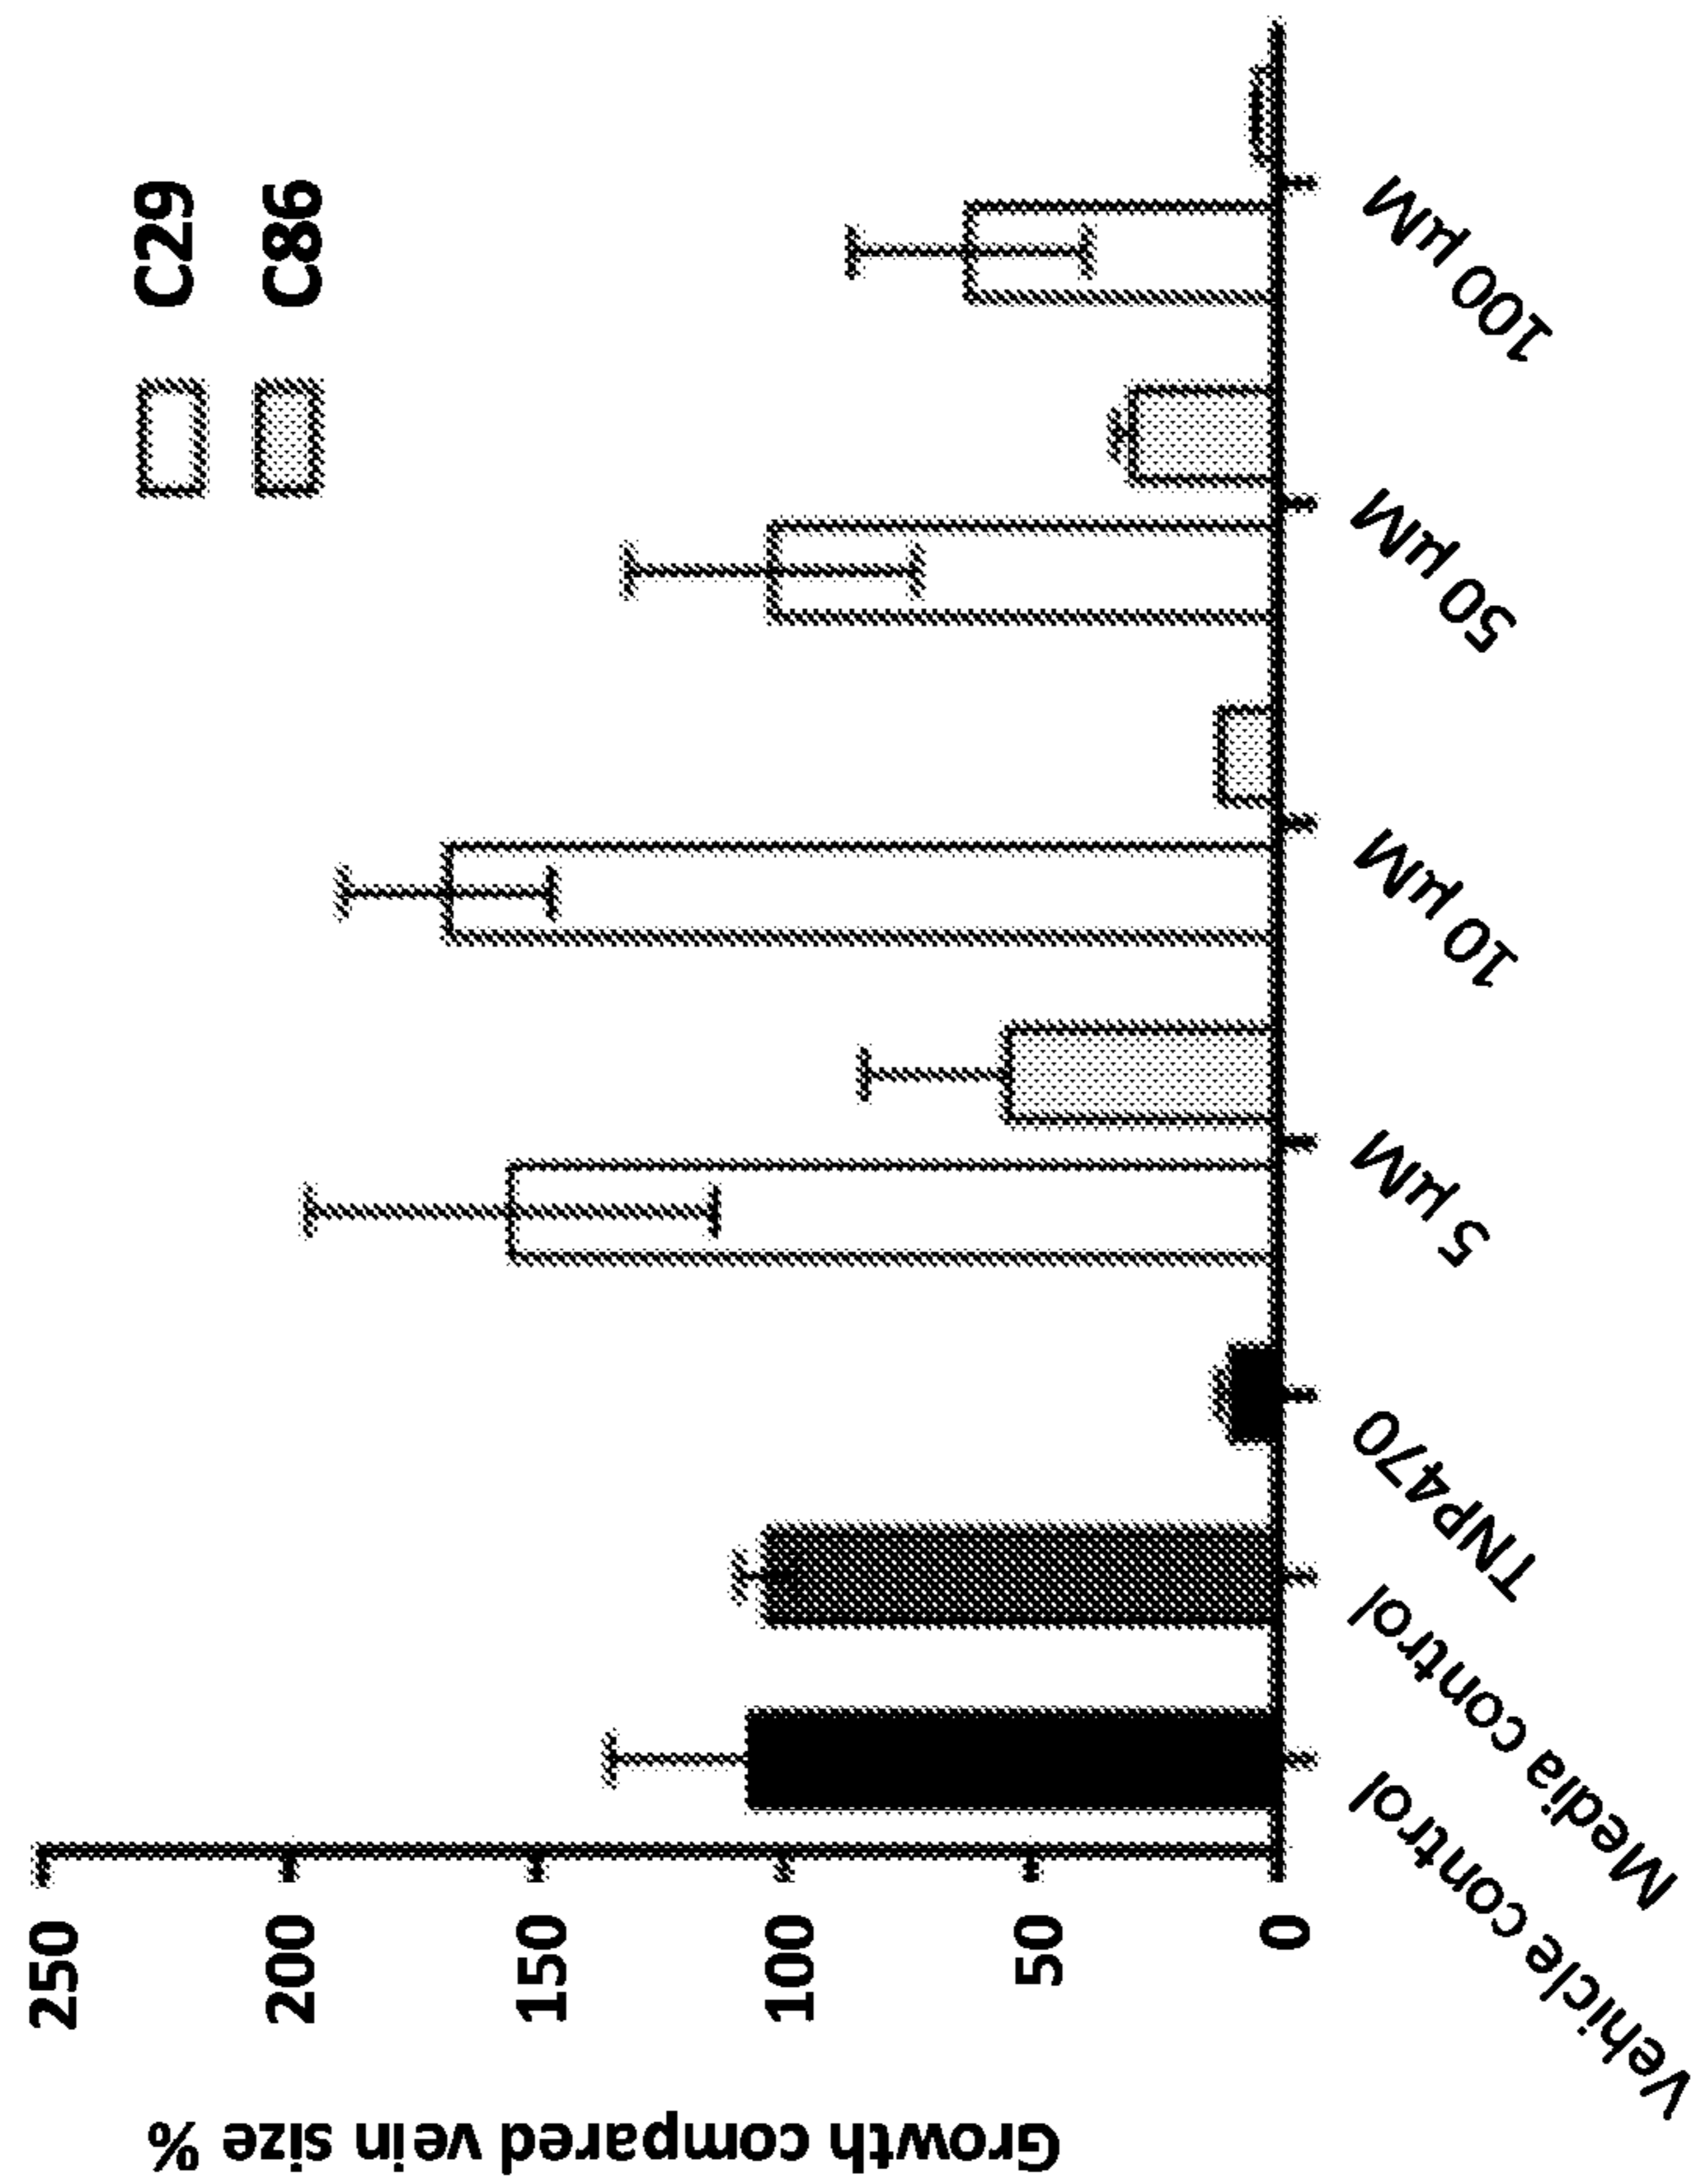 Growth compared vein size %
250
200
150
100
50
0
C29
C86
Vehicle control
Media control
TNP470
5 µM
10 µM
50 µM
100 µM